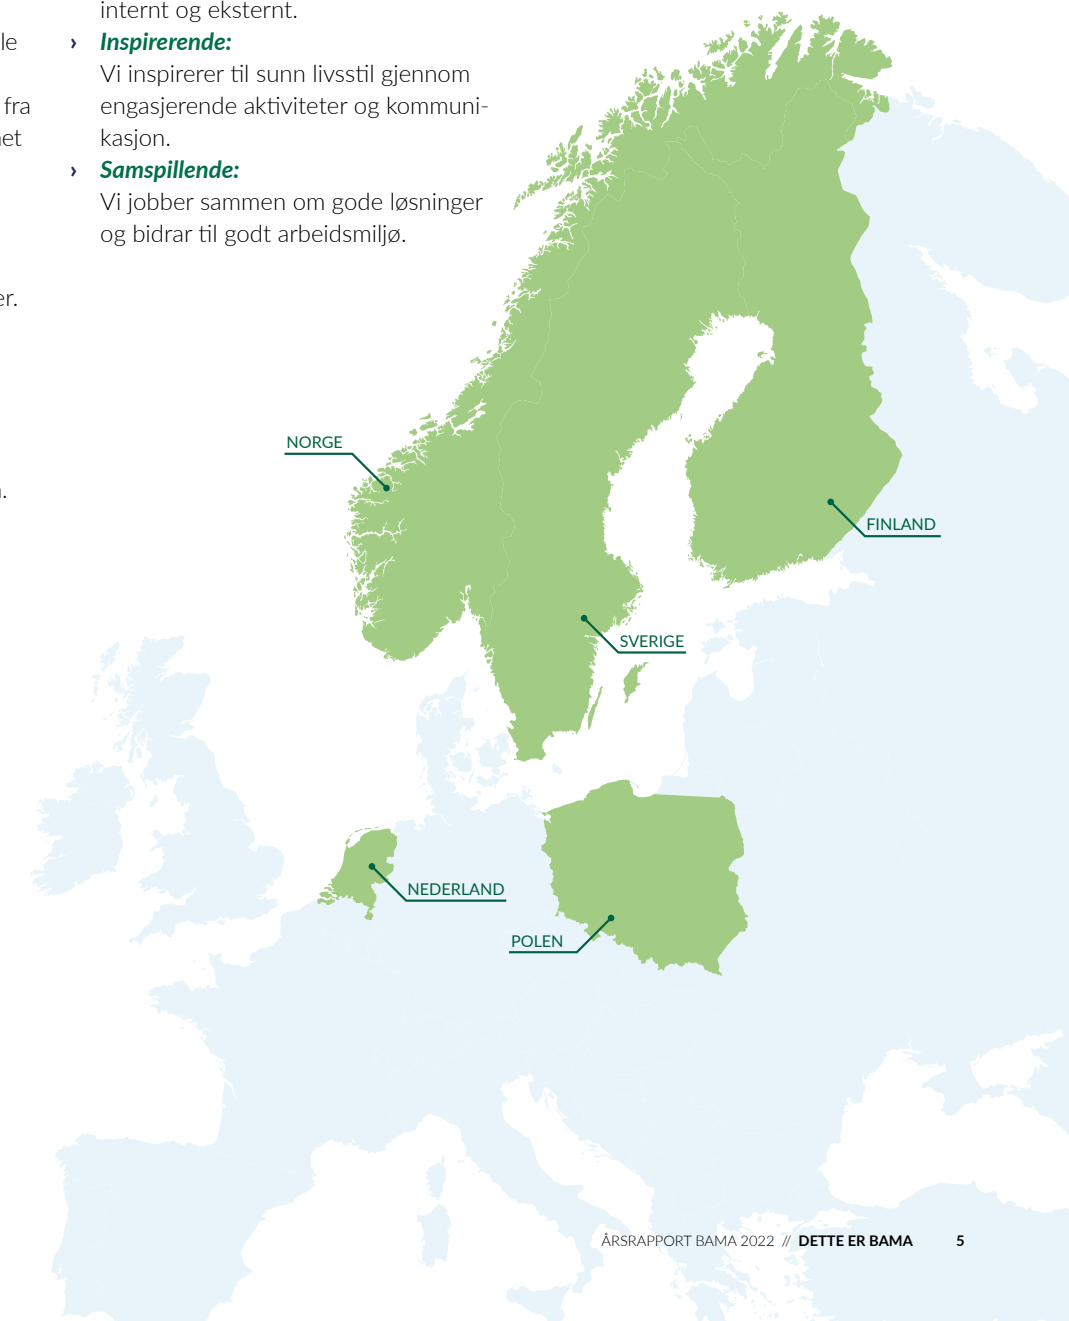 internt og eksternt.
› Inspirerende:
Vi inspirerer til sunn livsstil gjennom
engasjerende aktiviteter og kommuni-
kasjon.
› Samspillende:
Vi jobber sammen om gode løsninger
og bidrar til godt arbeidsmiljø.
fra
NORGE
FINLAND
SVERIGE
NEDERLAND
POLEN
ÅRSRAPPORT BAMA 2022 // DETTE ER BAMA 5